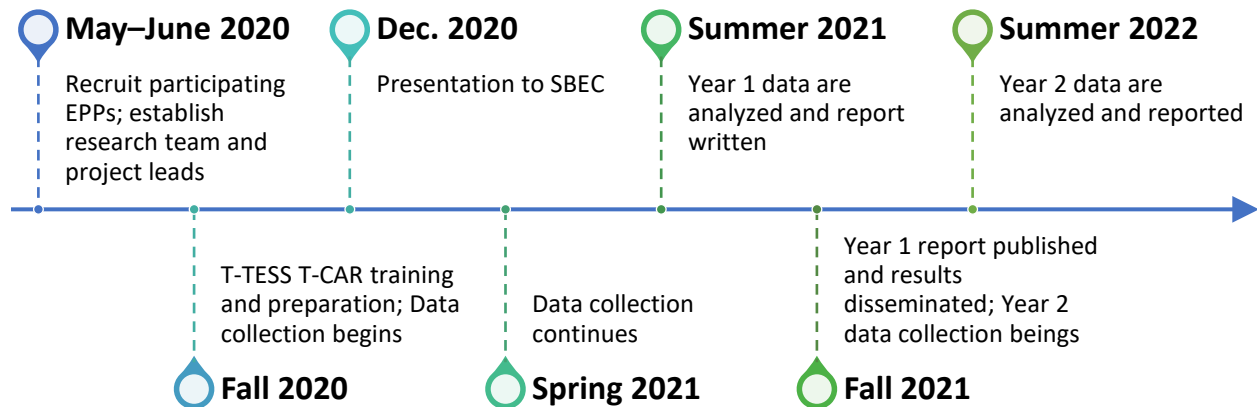 May–June 2020
Recruit participating
EPPs; establish
research team and
project leads
Dec. 2020
Presentation to SBEC
Summer 2021
Year 1 data are
analyzed and report
written
Summer 2022
Year 2 data are
analyzed and reported
T-TESS T-CAR training
and preparation; Data
collection begins
Fall 2020
Data collection
continues
Spring 2021
Year 1 report published
and results
disseminated; Year 2
data collection beings
Fall 2021